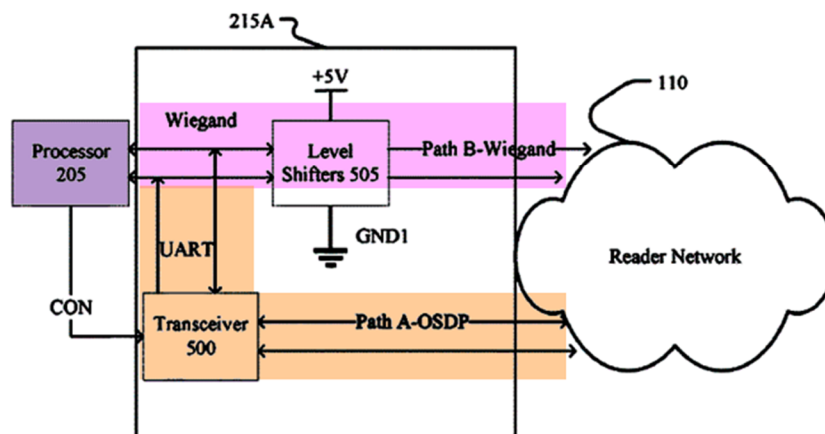 215A
+5V
110
Wiegand
Processor
205
Level
Shifters 505
Path B-Wiegand
GND1
UART
Reader Network
CON
Transceiver
500
Path A-OSDP